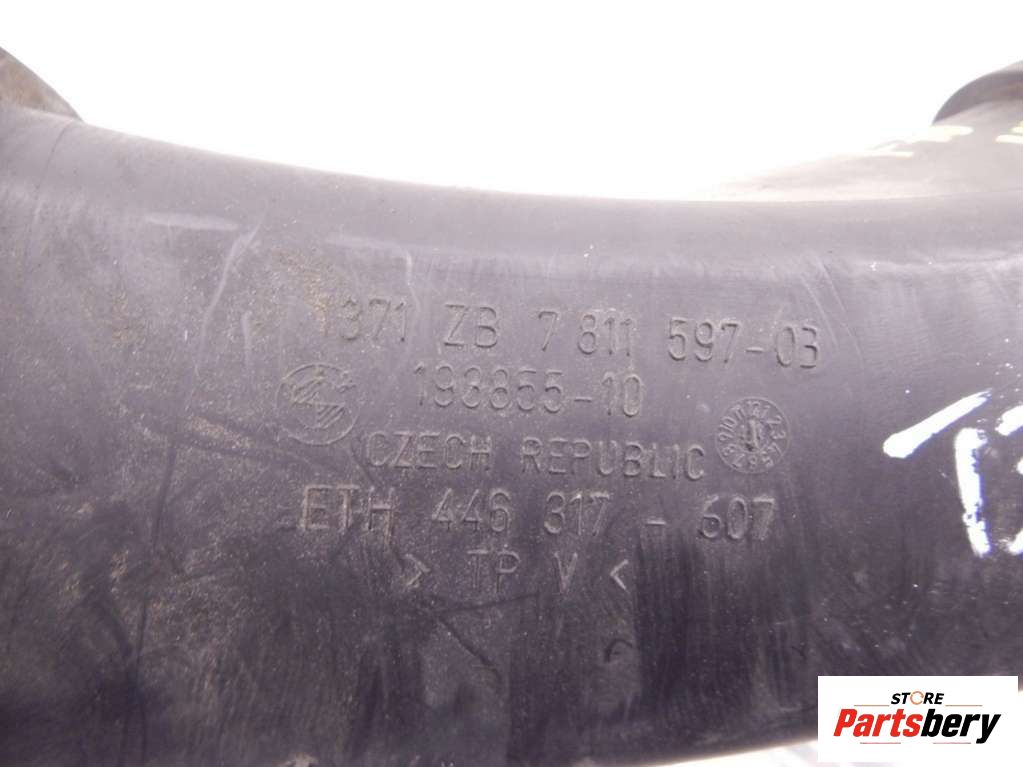 1371 ZB 7 811 597-03
193855-10
CZECH REPUBLIC
ETH 446 317 - 607
> TP V <
STORE
Partsbery